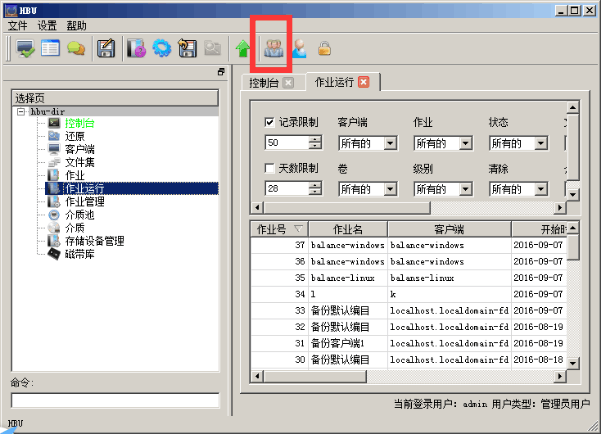 HBU
文件 设置 帮助
选择页
hbu-dir
控制台
还原
客户端
文件集
作业
作业运行
作业管理
介质池
介质
存储设备管理
磁带库
命令:
HBU
控制台 作业运行
记录限制 客户端 作业 状态
50 所有的 所有的 所有的
天数限制 卷 级别 清除
28 所有的 所有的 所有的
作业号 作业名 客户端 开始时
37 balance-windows balance-windows 2016-09-07
36 balance-windows balance-windows 2016-09-07
35 balance-linux balanse-linux 2016-09-07
34 l k 2016-09-07
33 备份默认编目 localhost.localdomain-fd 2016-09-07
32 备份默认编目 localhost.localdomain-fd 2016-08-19
31 备份客户端1 localhost.localdomain-fd 2016-08-19
30 备份默认编目 localhost.localdomain-fd 2016-08-18
当前登录用户: admin 用户类型: 管理员用户